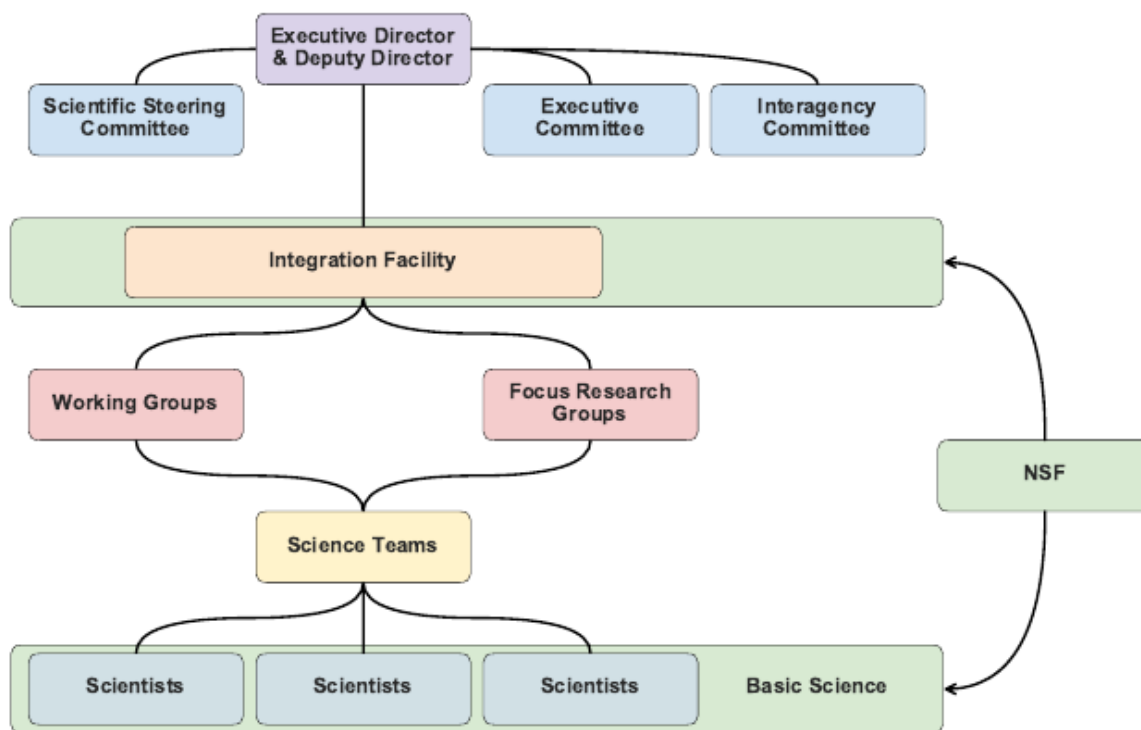 Executive Director
& Deputy Director
Scientific Steering
Committee
Executive
Committee
Interagency
Committee
Integration Facility
Working Groups
Focus Research
Groups
NSF
Science Teams
Scientists
Scientists
Scientists
Basic Science